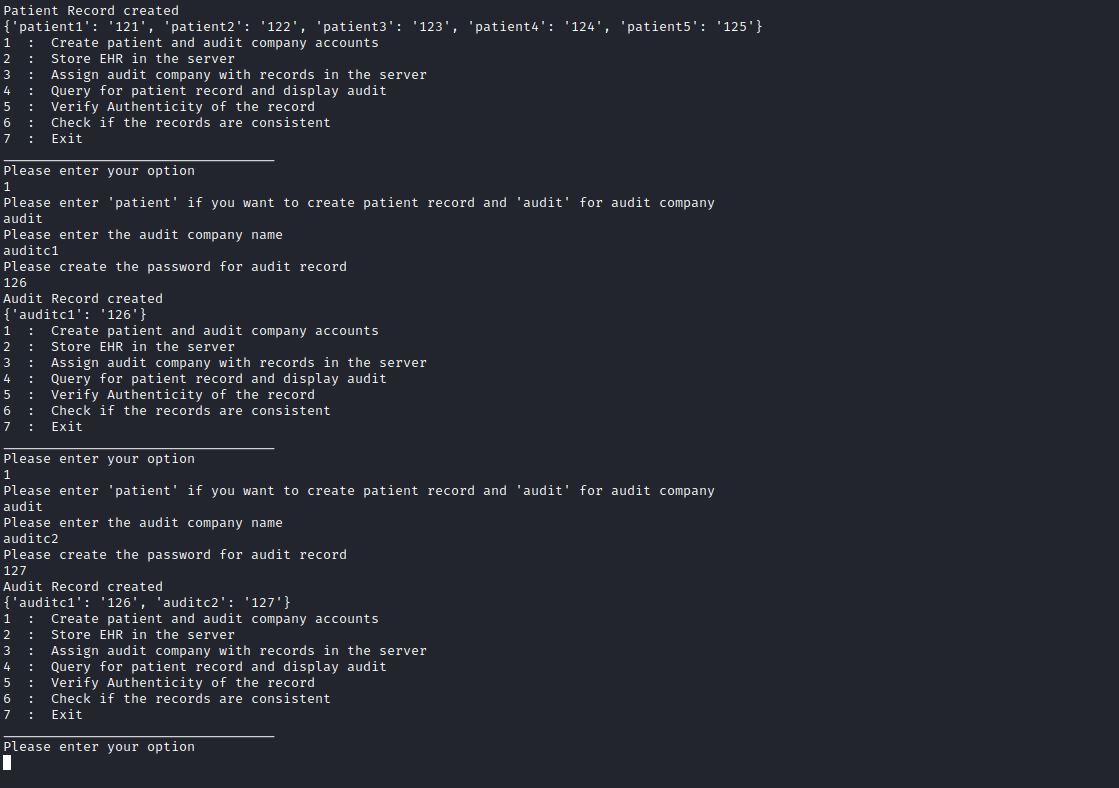 Patient Record created
{'patient1': '121', 'patient2': '122', 'patient3': '123', 'patient4': '124', 'patient5': '125'}
1  :  Create patient and audit company accounts
2  :  Store EHR in the server
3  :  Assign audit company with records in the server
4  :  Query for patient record and display audit
5  :  Verify Authenticity of the record
6  :  Check if the records are consistent
7  :  Exit
__________________________________
Please enter your option
1
Please enter 'patient' if you want to create patient record and 'audit' for audit company
audit
Please enter the audit company name
auditc1
Please create the password for audit record
126
Audit Record created
{'auditc1': '126'}
1  :  Create patient and audit company accounts
2  :  Store EHR in the server
3  :  Assign audit company with records in the server
4  :  Query for patient record and display audit
5  :  Verify Authenticity of the record
6  :  Check if the records are consistent
7  :  Exit
__________________________________
Please enter your option
1
Please enter 'patient' if you want to create patient record and 'audit' for audit company
audit
Please enter the audit company name
auditc2
Please create the password for audit record
127
Audit Record created
{'auditc1': '126', 'auditc2': '127'}
1  :  Create patient and audit company accounts
2  :  Store EHR in the server
3  :  Assign audit company with records in the server
4  :  Query for patient record and display audit
5  :  Verify Authenticity of the record
6  :  Check if the records are consistent
7  :  Exit
__________________________________
Please enter your option